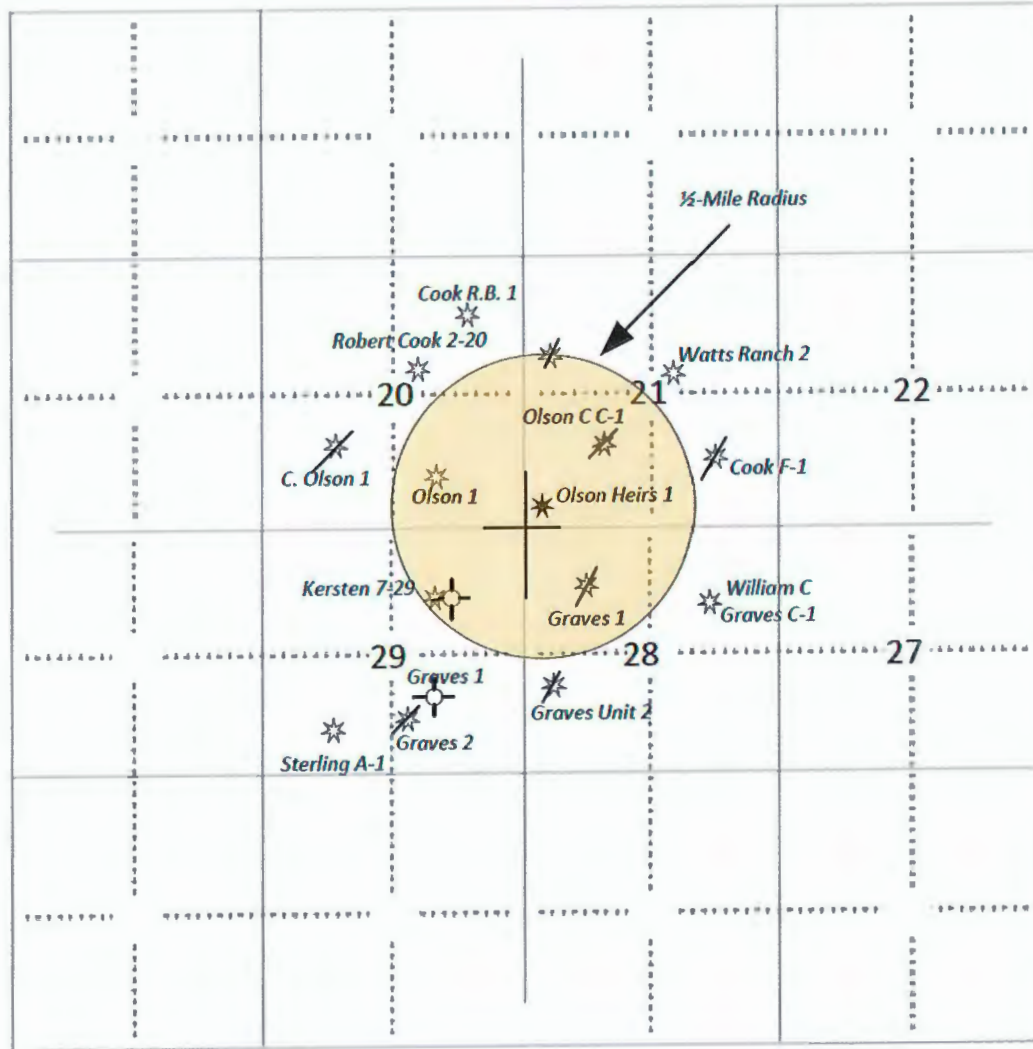 ½-Mile Radius
Cook R.B. 1
Robert Cook 2-20
Watts Ranch 2
20
21
22
Olson C C-1
C. Olson 1
Olson 1
Olson Heirs 1
Cook F-1
Kersten 7-29
Graves 1
William C
Graves C-1
29
28
27
Graves 1
Graves Unit 2
Graves 2
Sterling A-1